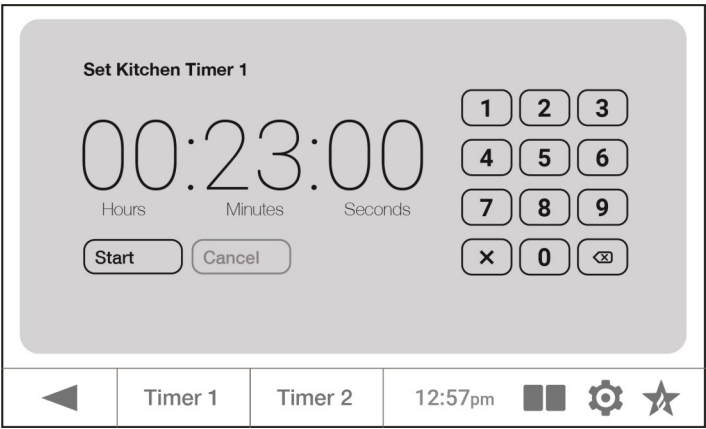 Set Kitchen Timer 1
00:23:00
Hours Minutes Seconds
Start Cancel
1 2 3
4 5 6
7 8 9
× 0
Timer 1 Timer 2 12:57pm